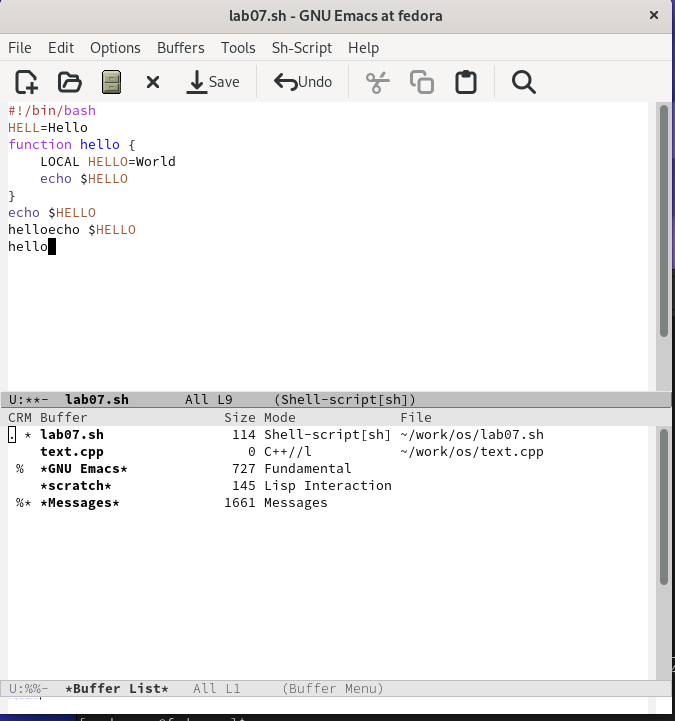 lab07.sh - GNU Emacs at fedora
File Edit Options Buffers Tools Sh-Script Help
Save Undo
#!/bin/bash
HELL=Hello
function hello {
    LOCAL HELLO=World
    echo $HELLO
}
echo $HELLO
helloecho $HELLO
hello
U:**-  lab07.sh       All L9     (Shell-script[sh])
CRM Buffer                 Size Mode             File
. * lab07.sh                114 Shell-script[sh] ~/work/os/lab07.sh
    text.cpp                  0 C++//l           ~/work/os/text.cpp
 %  *GNU Emacs*             727 Fundamental
    *scratch*               145 Lisp Interaction
 %* *Messages*             1661 Messages
U:%%-  *Buffer List*   All L1     (Buffer Menu)